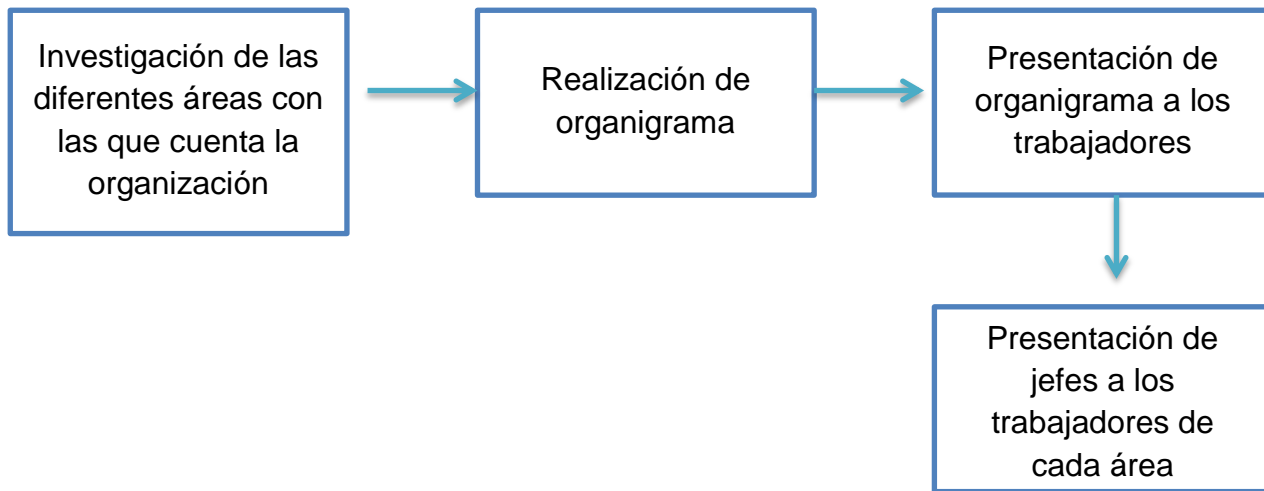 Investigación de las
diferentes áreas con
las que cuenta la
organización
Realización de
organigrama
Presentación de
organigrama a los
trabajadores
Presentación de
jefes a los
trabajadores de
cada área